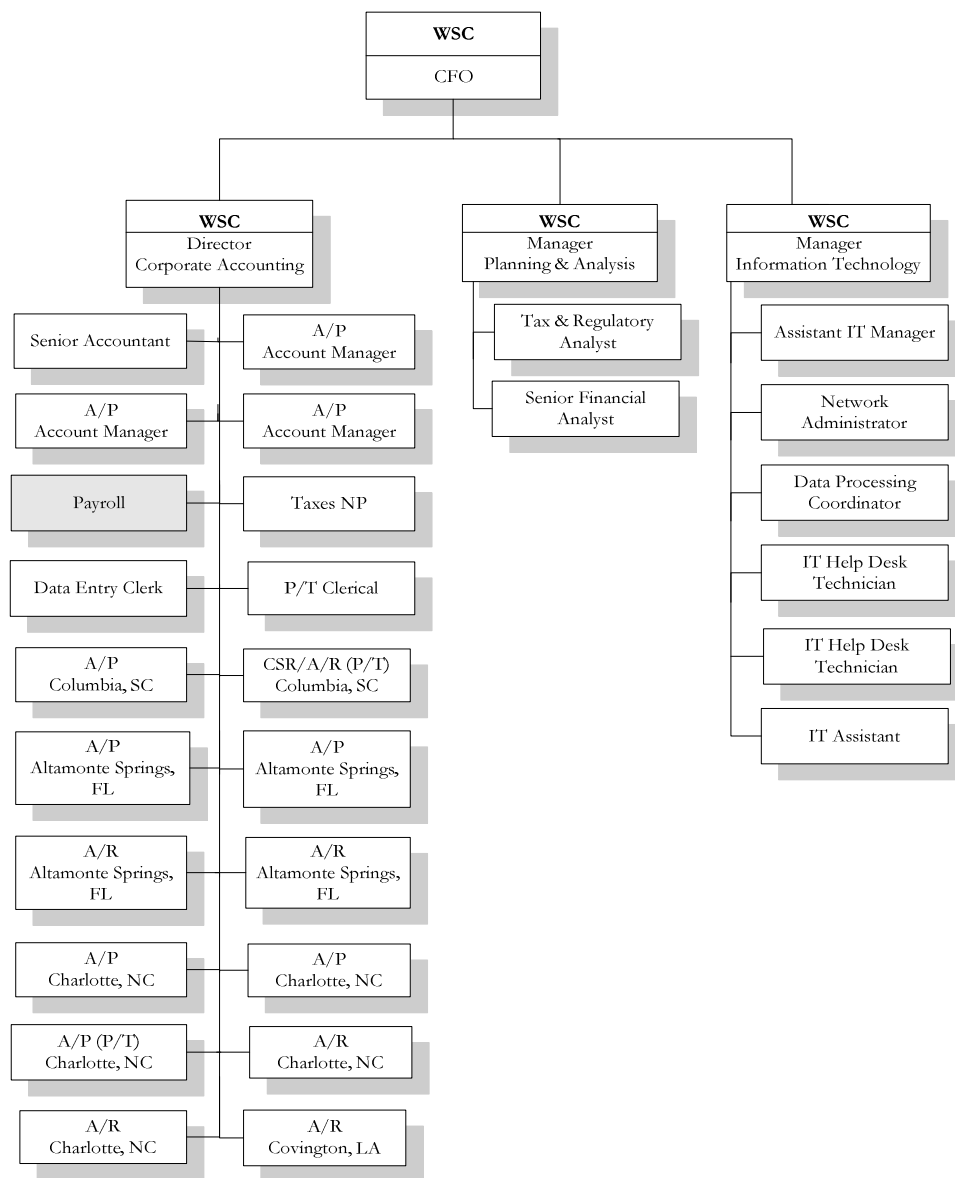 WSC
CFO
WSC
Director
Corporate Accounting
WSC
Manager
Planning & Analysis
WSC
Manager
Information Technology
Senior Accountant
A/P
Account Manager
A/P
Account Manager
A/P
Account Manager
Payroll
Taxes NP
Data Entry Clerk
P/T Clerical
A/P
Columbia, SC
CSR/A/R (P/T)
Columbia, SC
A/P
Altamonte Springs,
FL
A/P
Altamonte Springs,
FL
A/R
Altamonte Springs,
FL
A/R
Altamonte Springs,
FL
A/P
Charlotte, NC
A/P
Charlotte, NC
A/P (P/T)
Charlotte, NC
A/R
Charlotte, NC
A/R
Charlotte, NC
A/R
Covington, LA
Tax & Regulatory
Analyst
Senior Financial
Analyst
Assistant IT Manager
Network
Administrator
Data Processing
Coordinator
IT Help Desk
Technician
IT Help Desk
Technician
IT Assistant